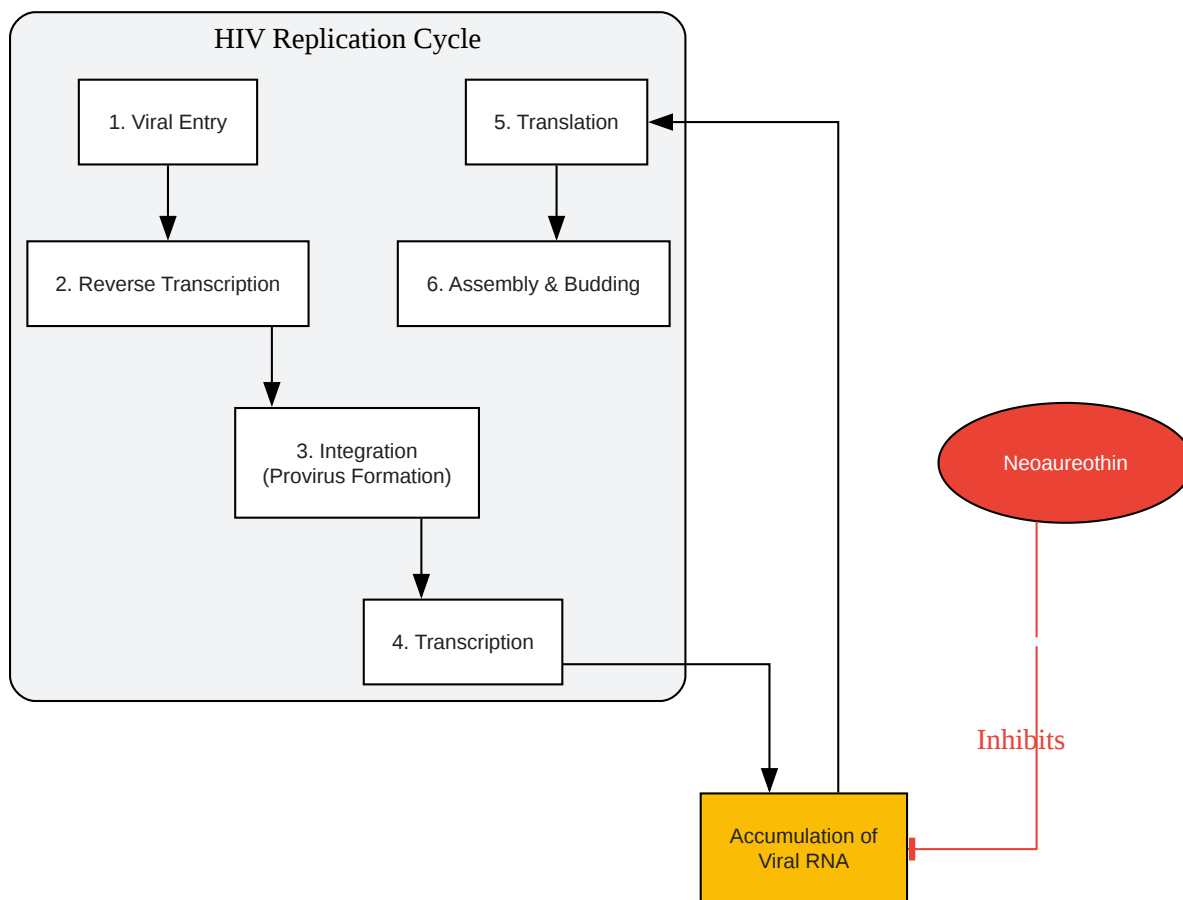 HIV Replication Cycle
1. Viral Entry
2. Reverse Transcription
3. Integration
(Provirus Formation)
4. Transcription
5. Translation
6. Assembly & Budding
Accumulation of
Viral RNA
Neoaureothin
Inhibits